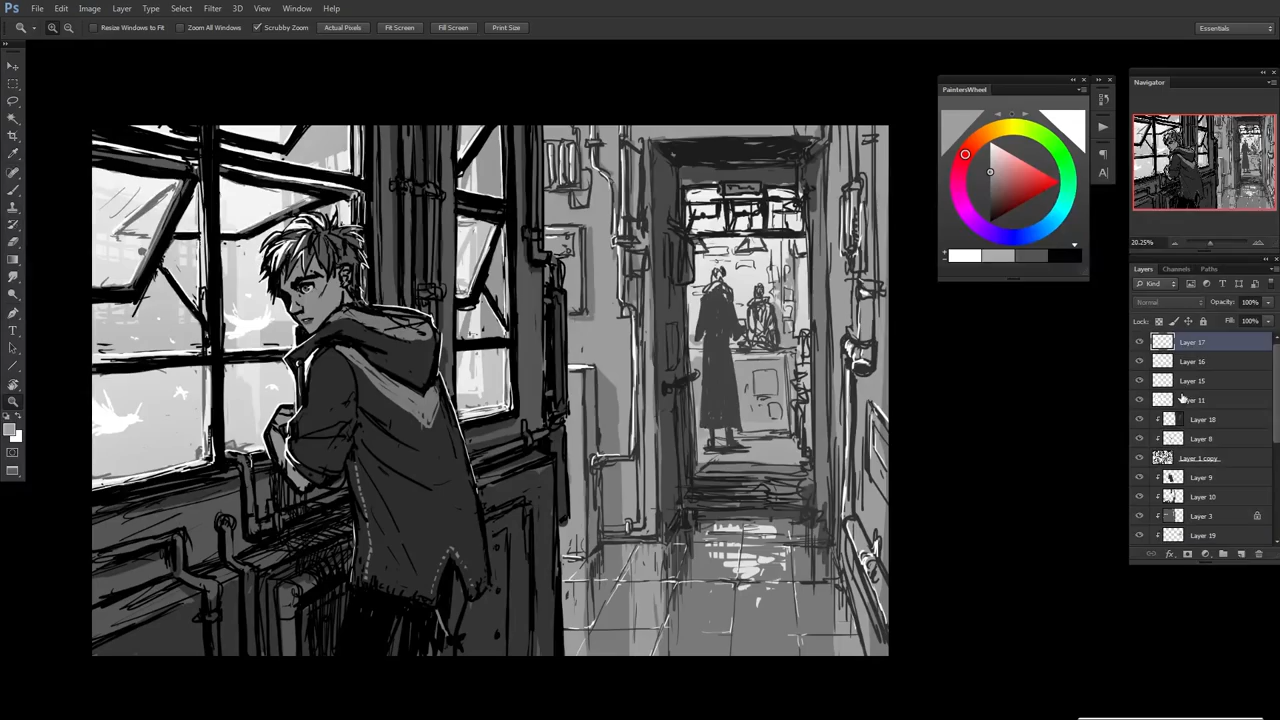 Ps File Edit Image Layer Type Select Filter 3D View Window Help
Resize Windows to Fit Zoom All Windows Scrubby Zoom Actual Pixels Fit Screen Fill Screen Print Size Essentials
PaintersWheel
Navigator
20.25%
Layers Channels Paths
Kind
Normal Opacity: 100%
Lock: Fill: 100%
Layer 17
Layer 16
Layer 15
yer 11
Layer 18
Layer 8
Layer 1 copy
Layer 9
Layer 10
Layer 3
Layer 19